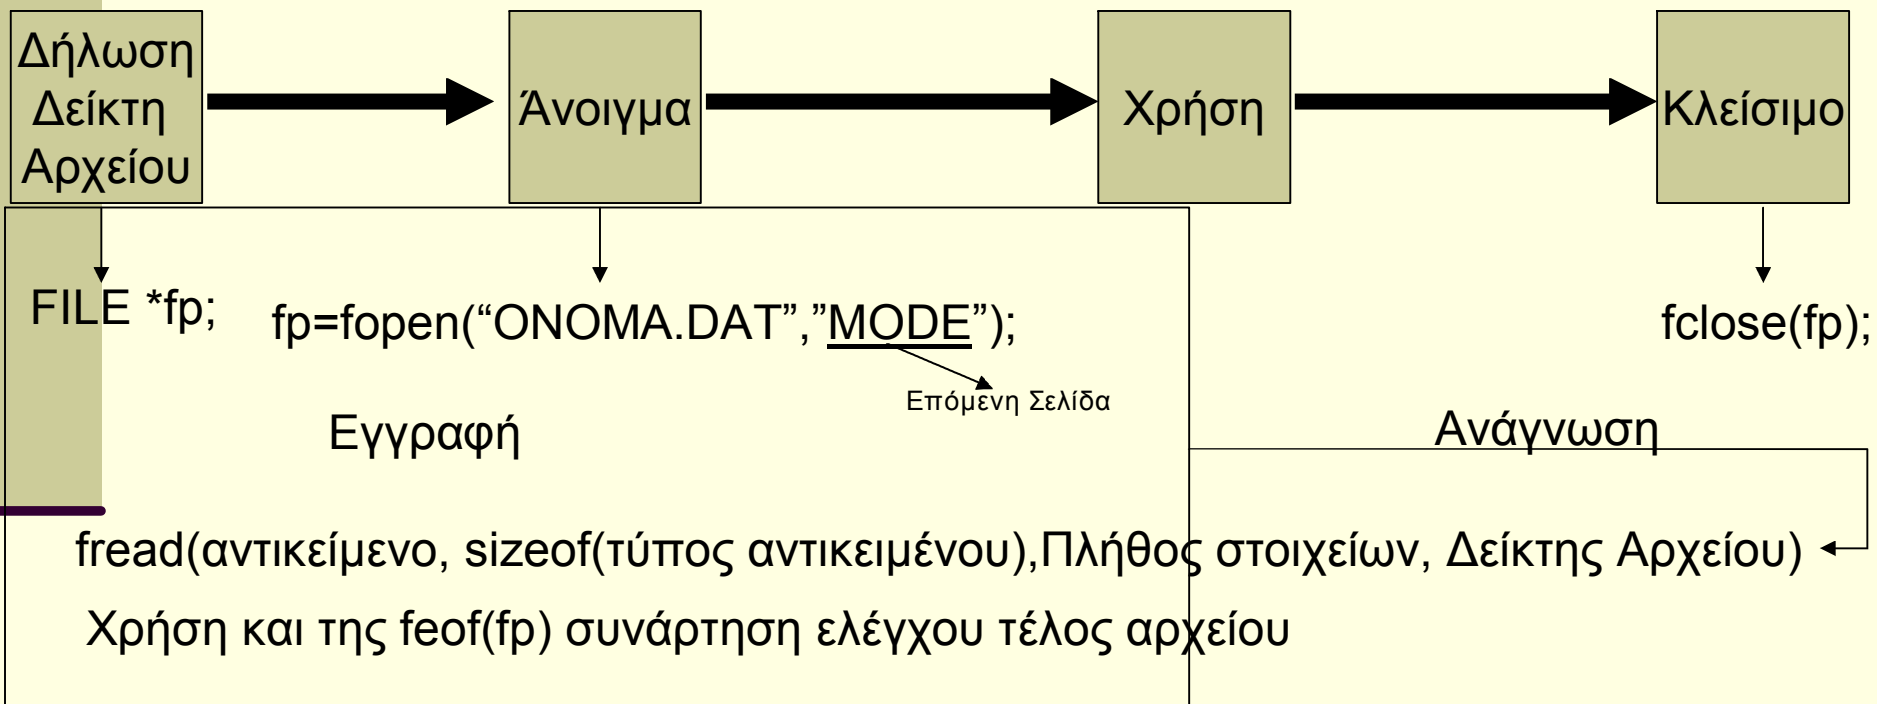 Δήλωση
Δείκτη
Αρχείου
Άνοιγμα
Χρήση
Κλείσιμο
FILE *fp;
fp=fopen(“ONOMA.DAT”,”MODE”);
fclose(fp);
Επόμενη Σελίδα
Εγγραφή
Ανάγνωση
fread(αντικείμενο, sizeof(τύπος αντικειμένου),Πλήθος στοιχείων, Δείκτης Αρχείου)
Χρήση και της feof(fp) συνάρτηση ελέγχου τέλος αρχείου